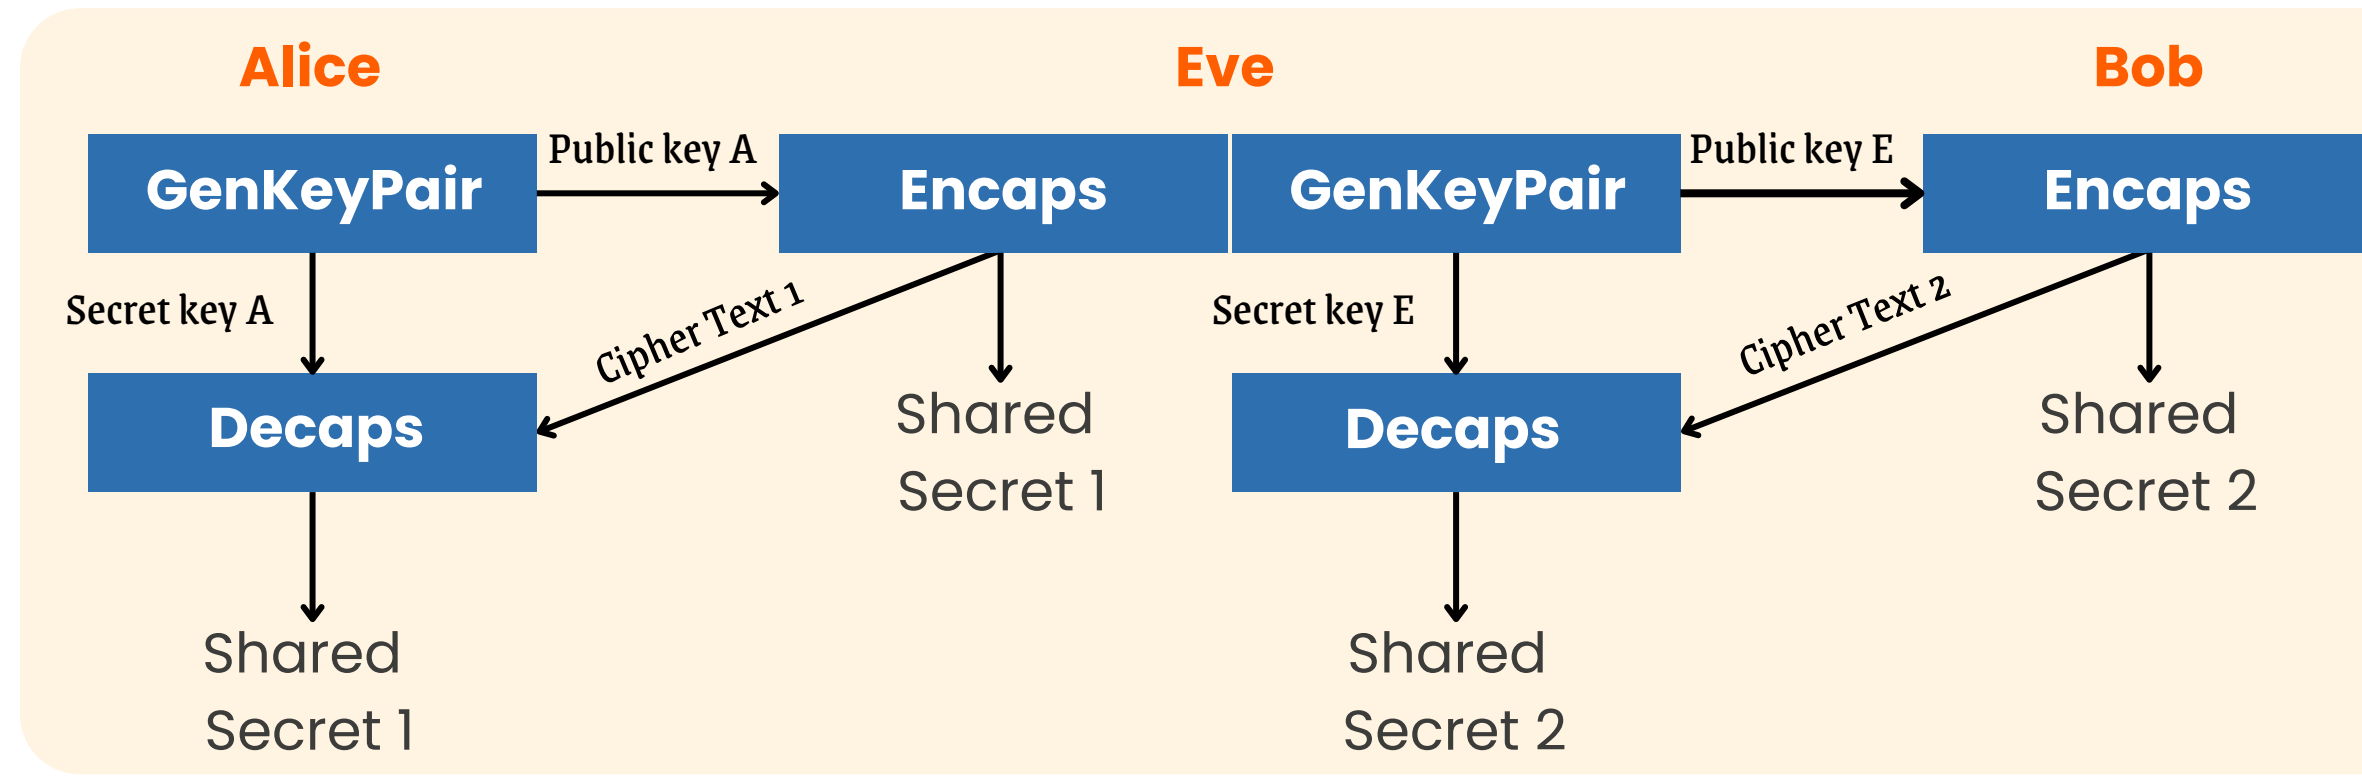 Alice
Eve
Bob
GenKeyPair
Public key A
Encaps
GenKeyPair
Public key E
Encaps
Secret key A
Cipher Text 1
Secret key E
Cipher Text 2
Decaps
Shared
Secret 1
Decaps
Shared
Secret 2
Shared
Secret 1
Shared
Secret 2